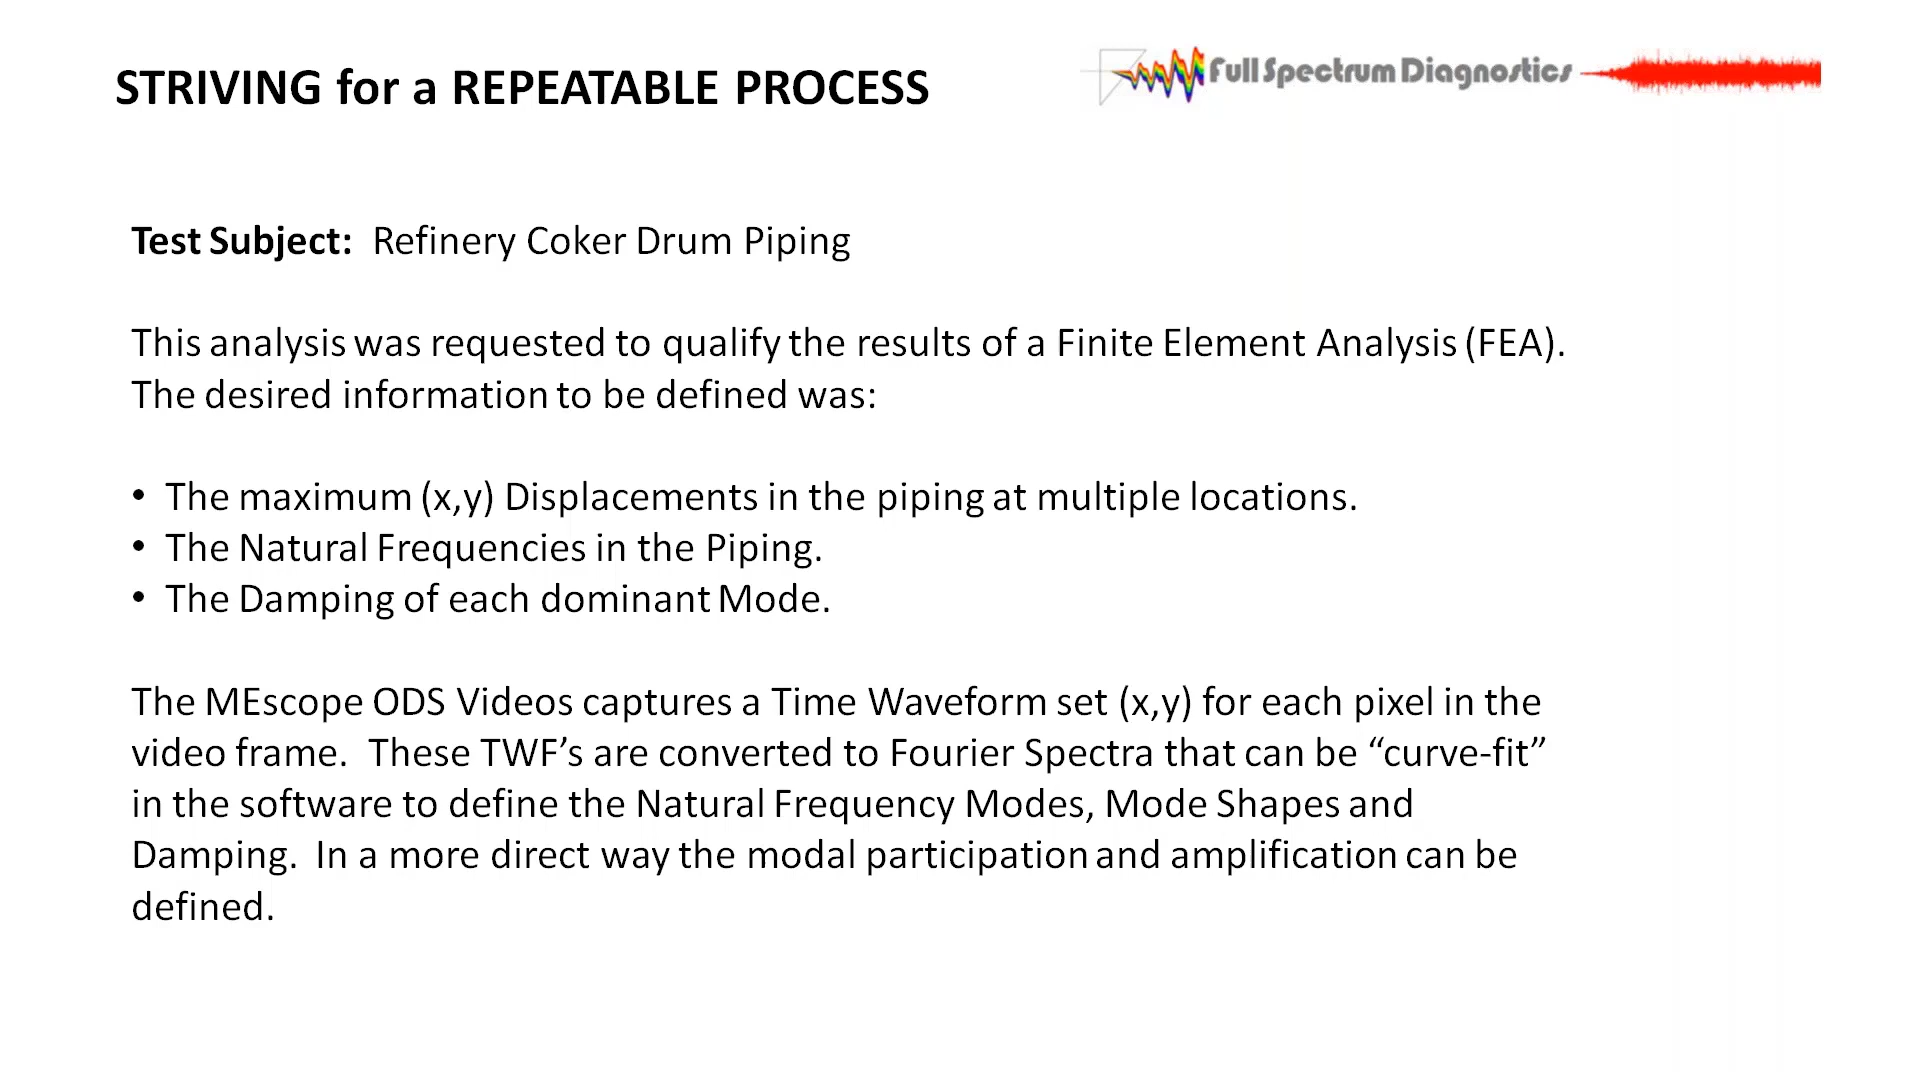 STRIVING for a REPEATABLE PROCESS
Full Spectrum Diagnostics
Test Subject: Refinery Coker Drum Piping
This analysis was requested to qualify the results of a Finite Element Analysis (FEA).
The desired information to be defined was:
• The maximum (x,y) Displacements in the piping at multiple locations.
• The Natural Frequencies in the Piping.
• The Damping of each dominant Mode.
The MEscope ODS Videos captures a Time Waveform set (x,y) for each pixel in the
video frame. These TWF’s are converted to Fourier Spectra that can be “curve-fit”
in the software to define the Natural Frequency Modes, Mode Shapes and
Damping. In a more direct way the modal participation and amplification can be
defined.